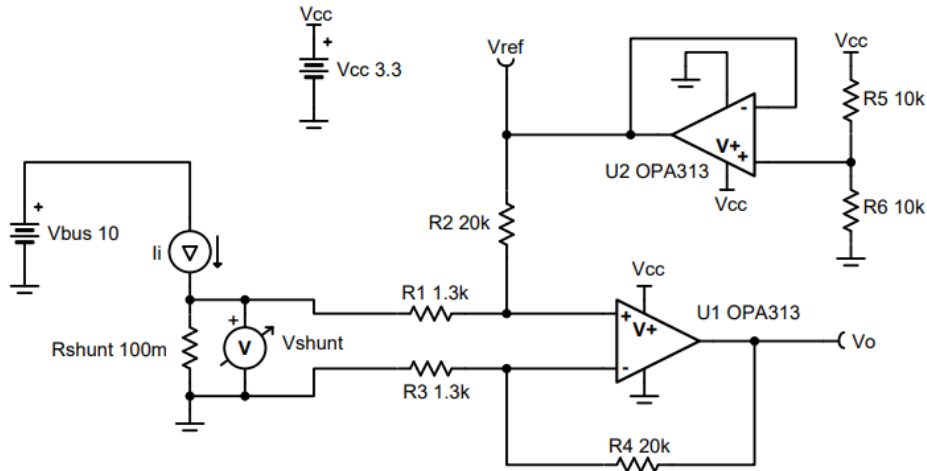 Vcc
+
Vcc 3.3
Vref
Vcc
R5 10k
-
V+
+
U2 OPA313
Vcc
R6 10k
+
Vbus 10
Ii
R2 20k
R1 1.3k
Vcc
U1 OPA313
+
V+
-
Vo
Rshunt 100m
+
V
Vshunt
R3 1.3k
R4 20k